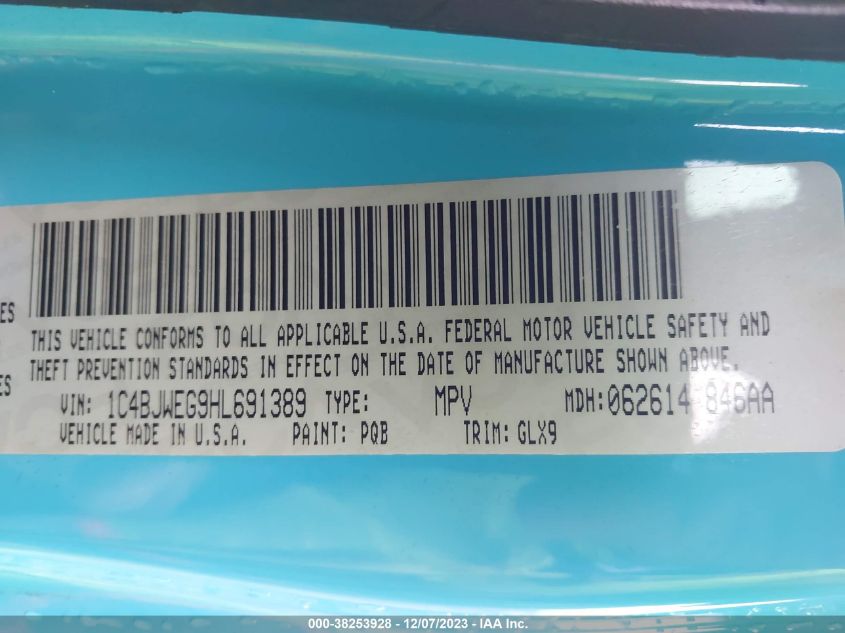 ES
THIS VEHICLE CONFORMS TO ALL APPLICABLE U.S.A. FEDERAL MOTOR VEHICLE SAFETY AND
THEFT PREVENTION STANDARDS IN EFFECT ON THE DATE OF MANUFACTURE SHOWN ABOVE.
ES
VIN: 1C4BJWEG9HL691389 TYPE: MPV MDH:062614 846AA
VEHICLE MADE IN U.S.A. PAINT: PQB TRIM: GLX9
000-38253928 - 12/07/2023 - IAA Inc.